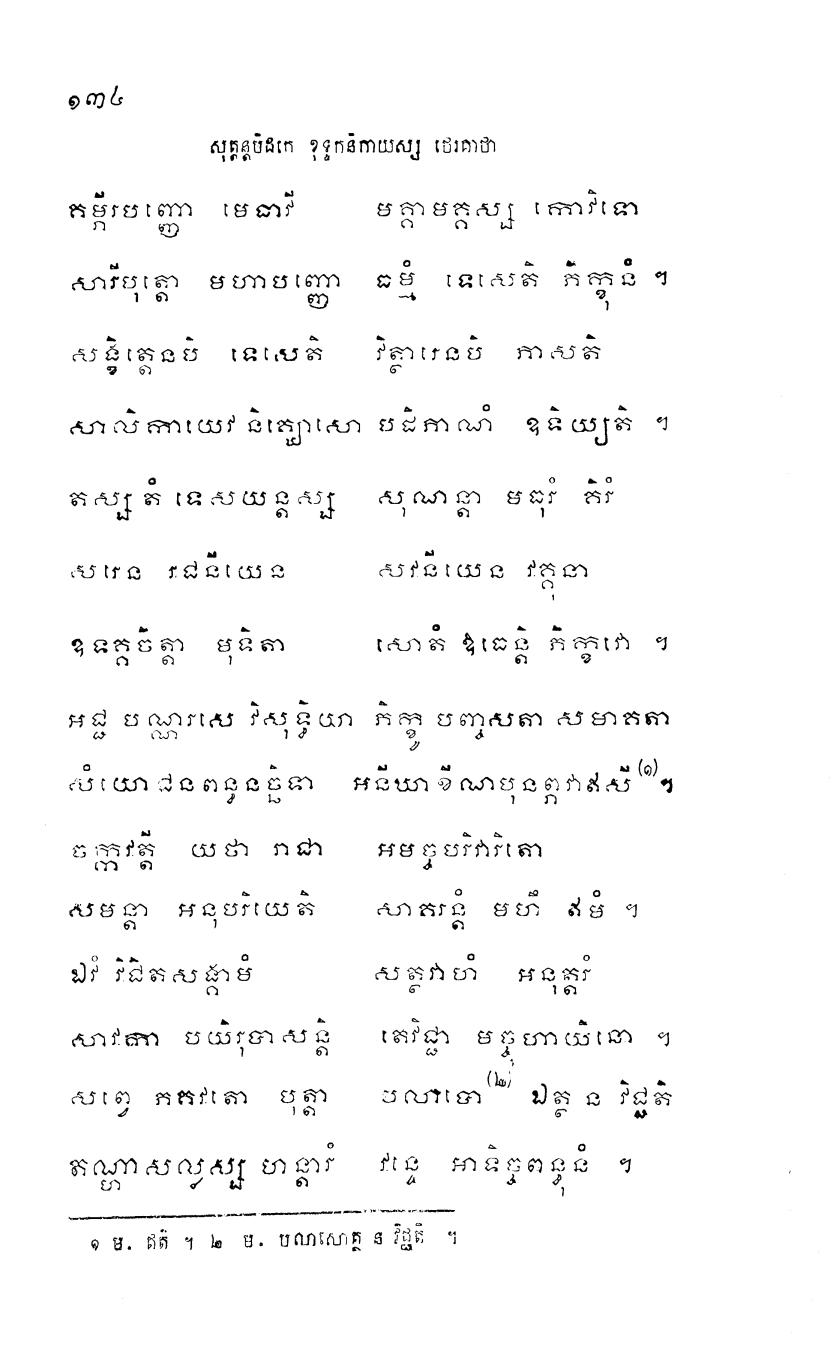 ១៣៤
សុត្តន្តបិដកេ ខុទ្ទកនិកាយស្ស ថេរគាថា
គម្ភីរបញ្ញោ មេធាវី មគ្គាមគ្គស្ស កោវិទោ
សារីបុត្តោ មហាបញ្ញោ ធម្មំ ទេសេតិ ភិក្ខុនំ ៗ
សង្ខិត្តេនបិ ទេសេតិ វិត្ថារេនបិ ភាសតិ
សាលិកាយេវ និគ្ឃោសោ បដិភាណំ ឧទិយ្យតិ ៗ
តស្ស តំ ទេសយន្តស្ស សុណន្តា មធុរំ គិរំ
សរេន រជនីយេន សវនីយេន វគ្គុនា
ឧទគ្គចិត្តា មុទិតា សោតំ ឱធេន្តិ ភិក្ខវោ ៗ
អជ្ជ បណ្ណរសេ វិសុទ្ធិយា ភិក្ខូ បញ្ចសតា សមាគតា
សំយោជនពន្ធនច្ឆិទា អនីឃា ខីណាបុនព្ភវា ឥសី (១) ៗ
ចក្កវត្តី យថា រាជា អមច្ចបរិវារិតោ
សមន្តា អនុបរិយេតិ សាគរន្តំ មហឹ ឥមំ ៗ
ឯវំ វិជិតសង្គាមំ សត្ថវាហំ អនុត្តរំ
សាវកា បយិរុបាសន្តិ តេវិជ្ជា មច្ចុហាយិនោ ៗ
សព្វេ ភគវតោ បុត្តា បលាបោ (២) ឯត្ថ ន វិជ្ជតិ
តណ្ហាសល្លស្ស ហន្តារំ វន្ទេ អាទិច្ចពន្ធុនំ ៗ
១ ម. ឥតិ ៗ ២ ម. បលាសោត្ថ ន វិជ្ជតិ ៗ